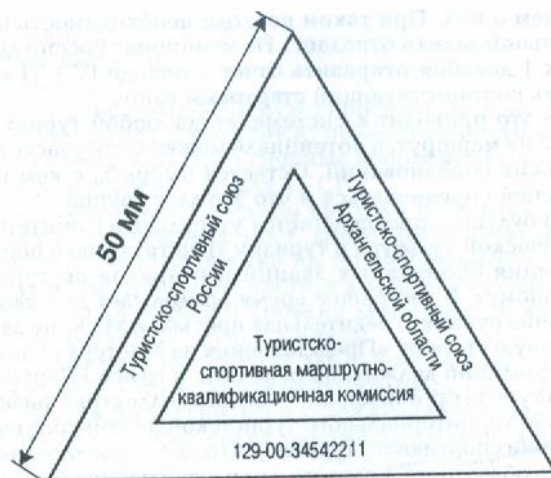 50 мм
Туристско-спортивный союз
России
Туристско-спортивный союз
Архангельской области
Туристско-
спортивная маршрутно-
квалификационная комиссия
129-00-34542211